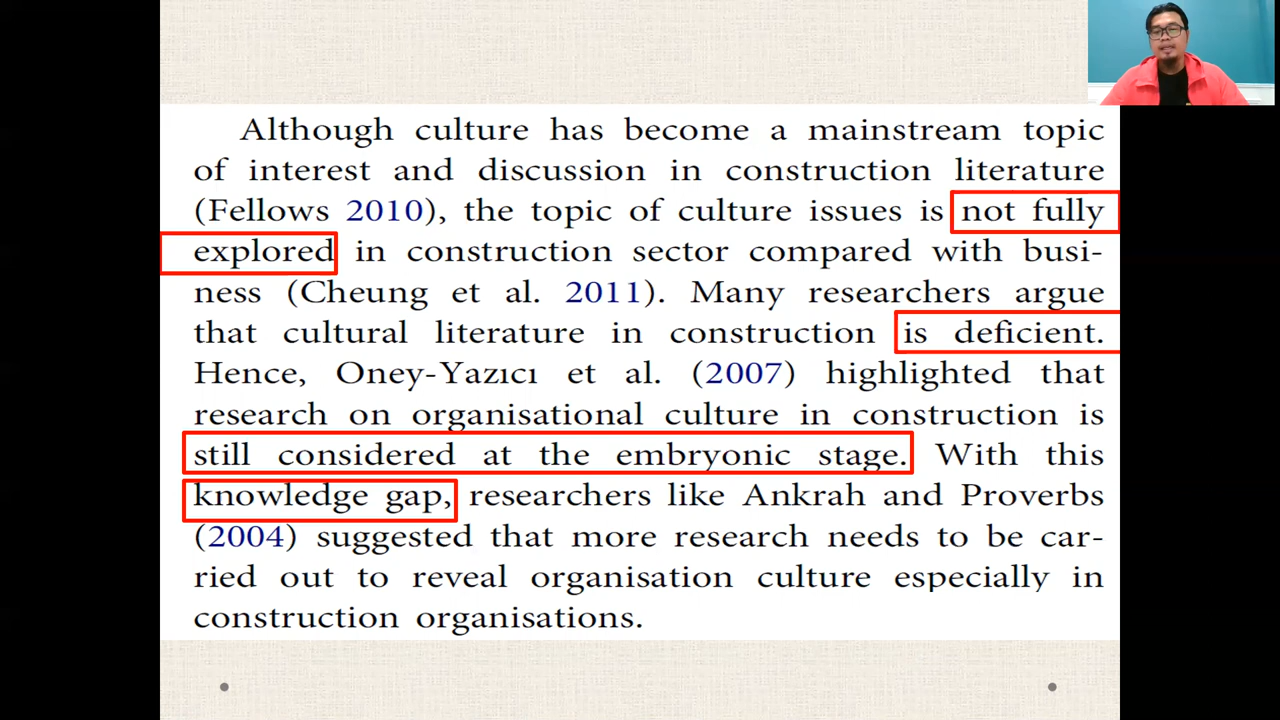 Although culture has become a mainstream topic
of interest and discussion in construction literature
(Fellows 2010), the topic of culture issues is not fully
explored in construction sector compared with busi-
ness (Cheung et al. 2011). Many researchers argue
that cultural literature in construction is deficient.
Hence, Oney-Yazıcı et al. (2007) highlighted that
research on organisational culture in construction is
still considered at the embryonic stage. With this
knowledge gap, researchers like Ankrah and Proverbs
(2004) suggested that more research needs to be car-
ried out to reveal organisation culture especially in
construction organisations.